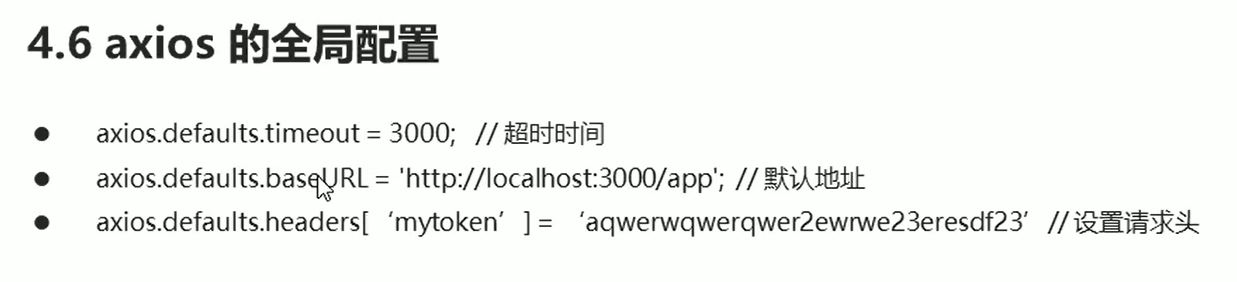 4.6 axios 的全局配置
● axios.defaults.timeout = 3000; // 超时时间
● axios.defaults.baseURL = 'http://localhost:3000/app'; // 默认地址
● axios.defaults.headers[‘mytoken’] = ‘aqwerwqwerqwer2ewrwe23eresdf23’// 设置请求头